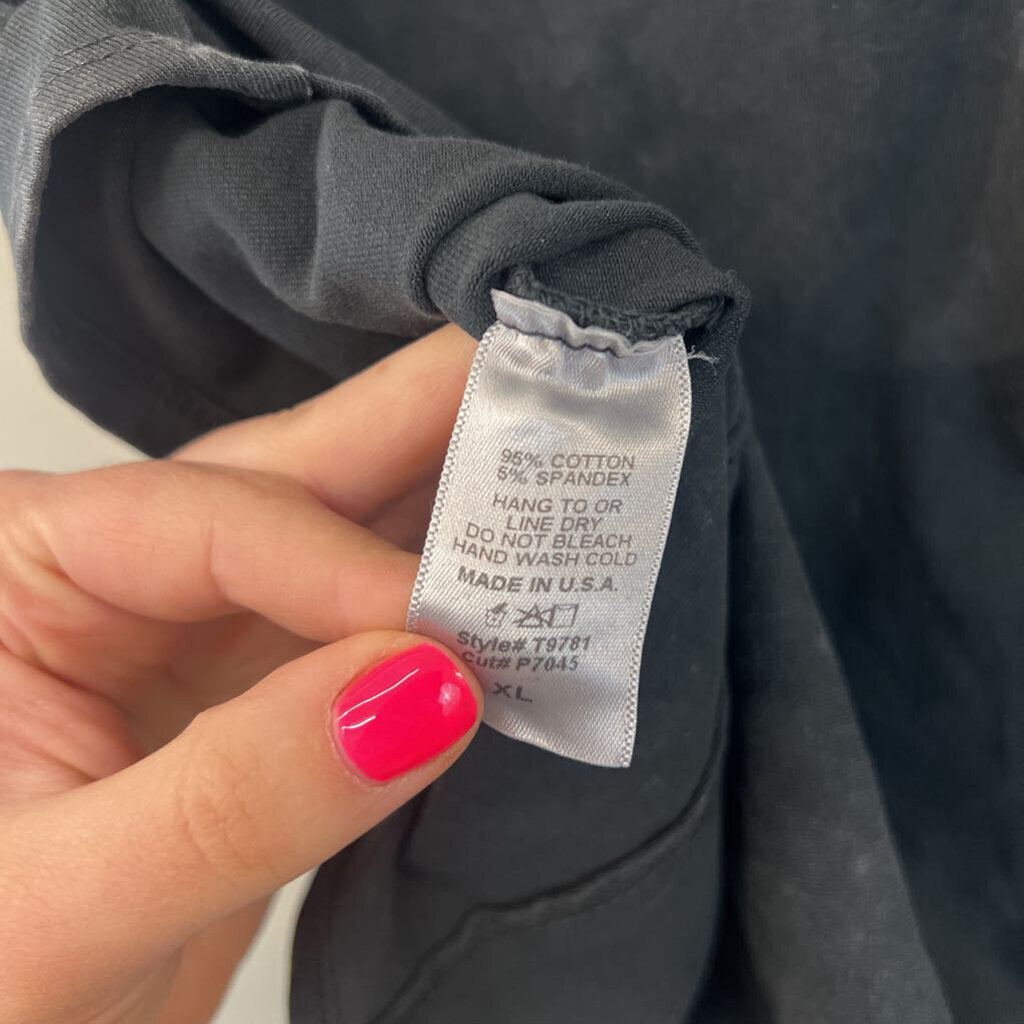 95% COTTON
5% SPANDEX
HANG TO OR
LINE DRY
DO NOT BLEACH
HAND WASH COLD
MADE IN U.S.A.
Style# T9781
Cut# P7045
XL